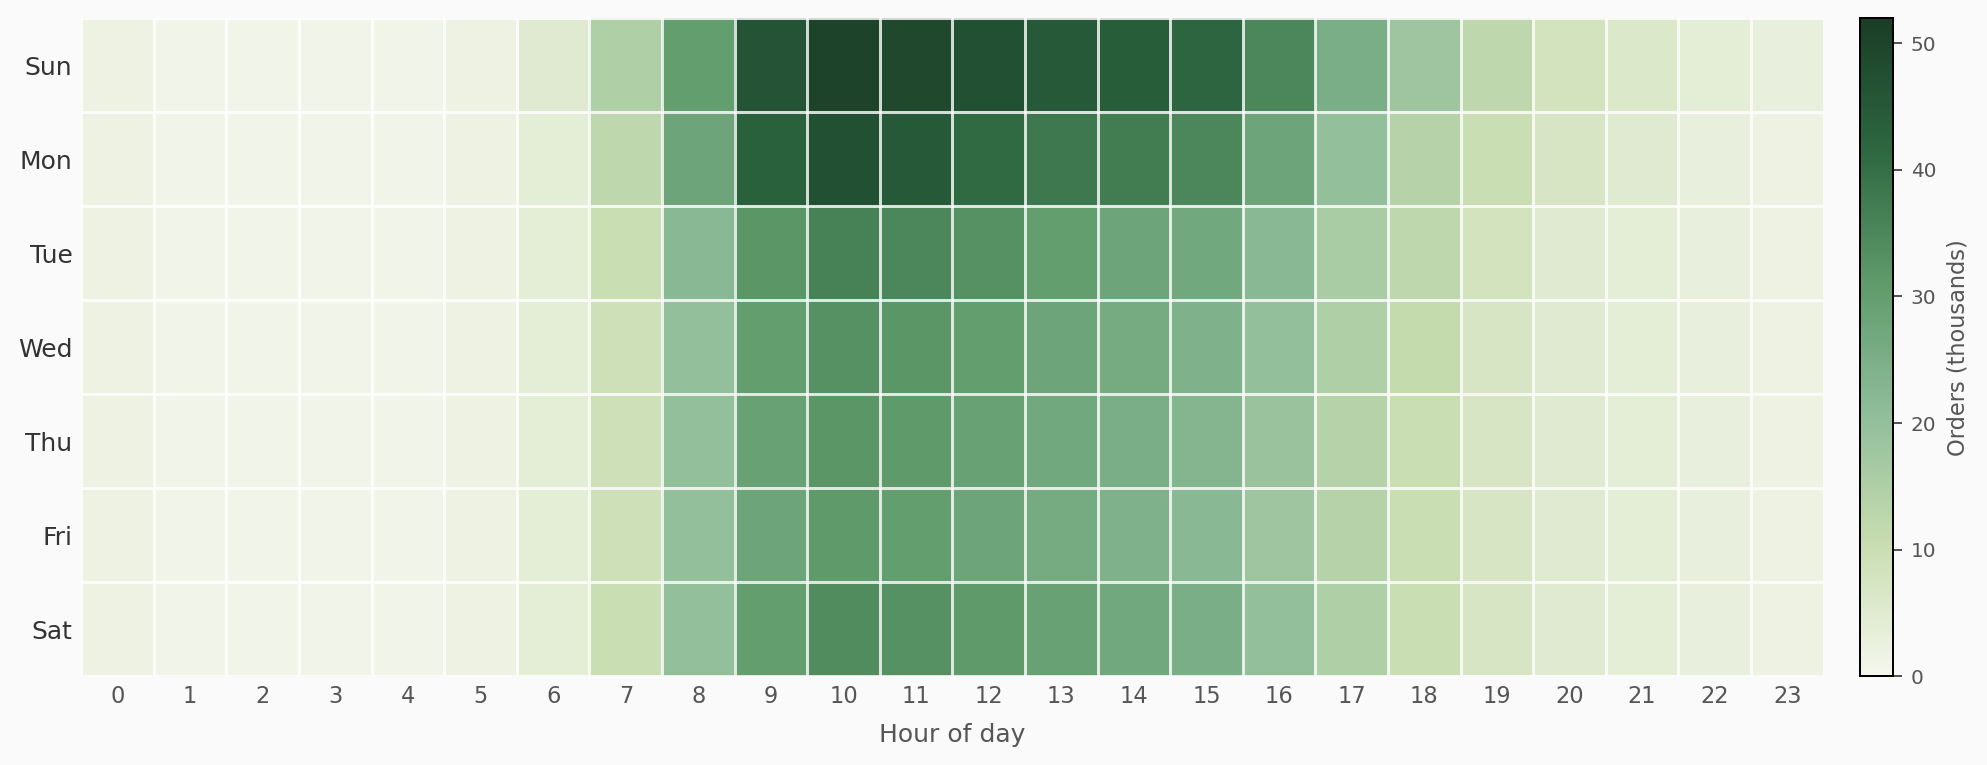 Sun
Mon
Tue
Wed
Thu
Fri
Sat
0 1 2 3 4 5 6 7 8 9 10 11 12 13 14 15 16 17 18 19 20 21 22 23
Hour of day
50
40
30
20
10
0
Orders (thousands)